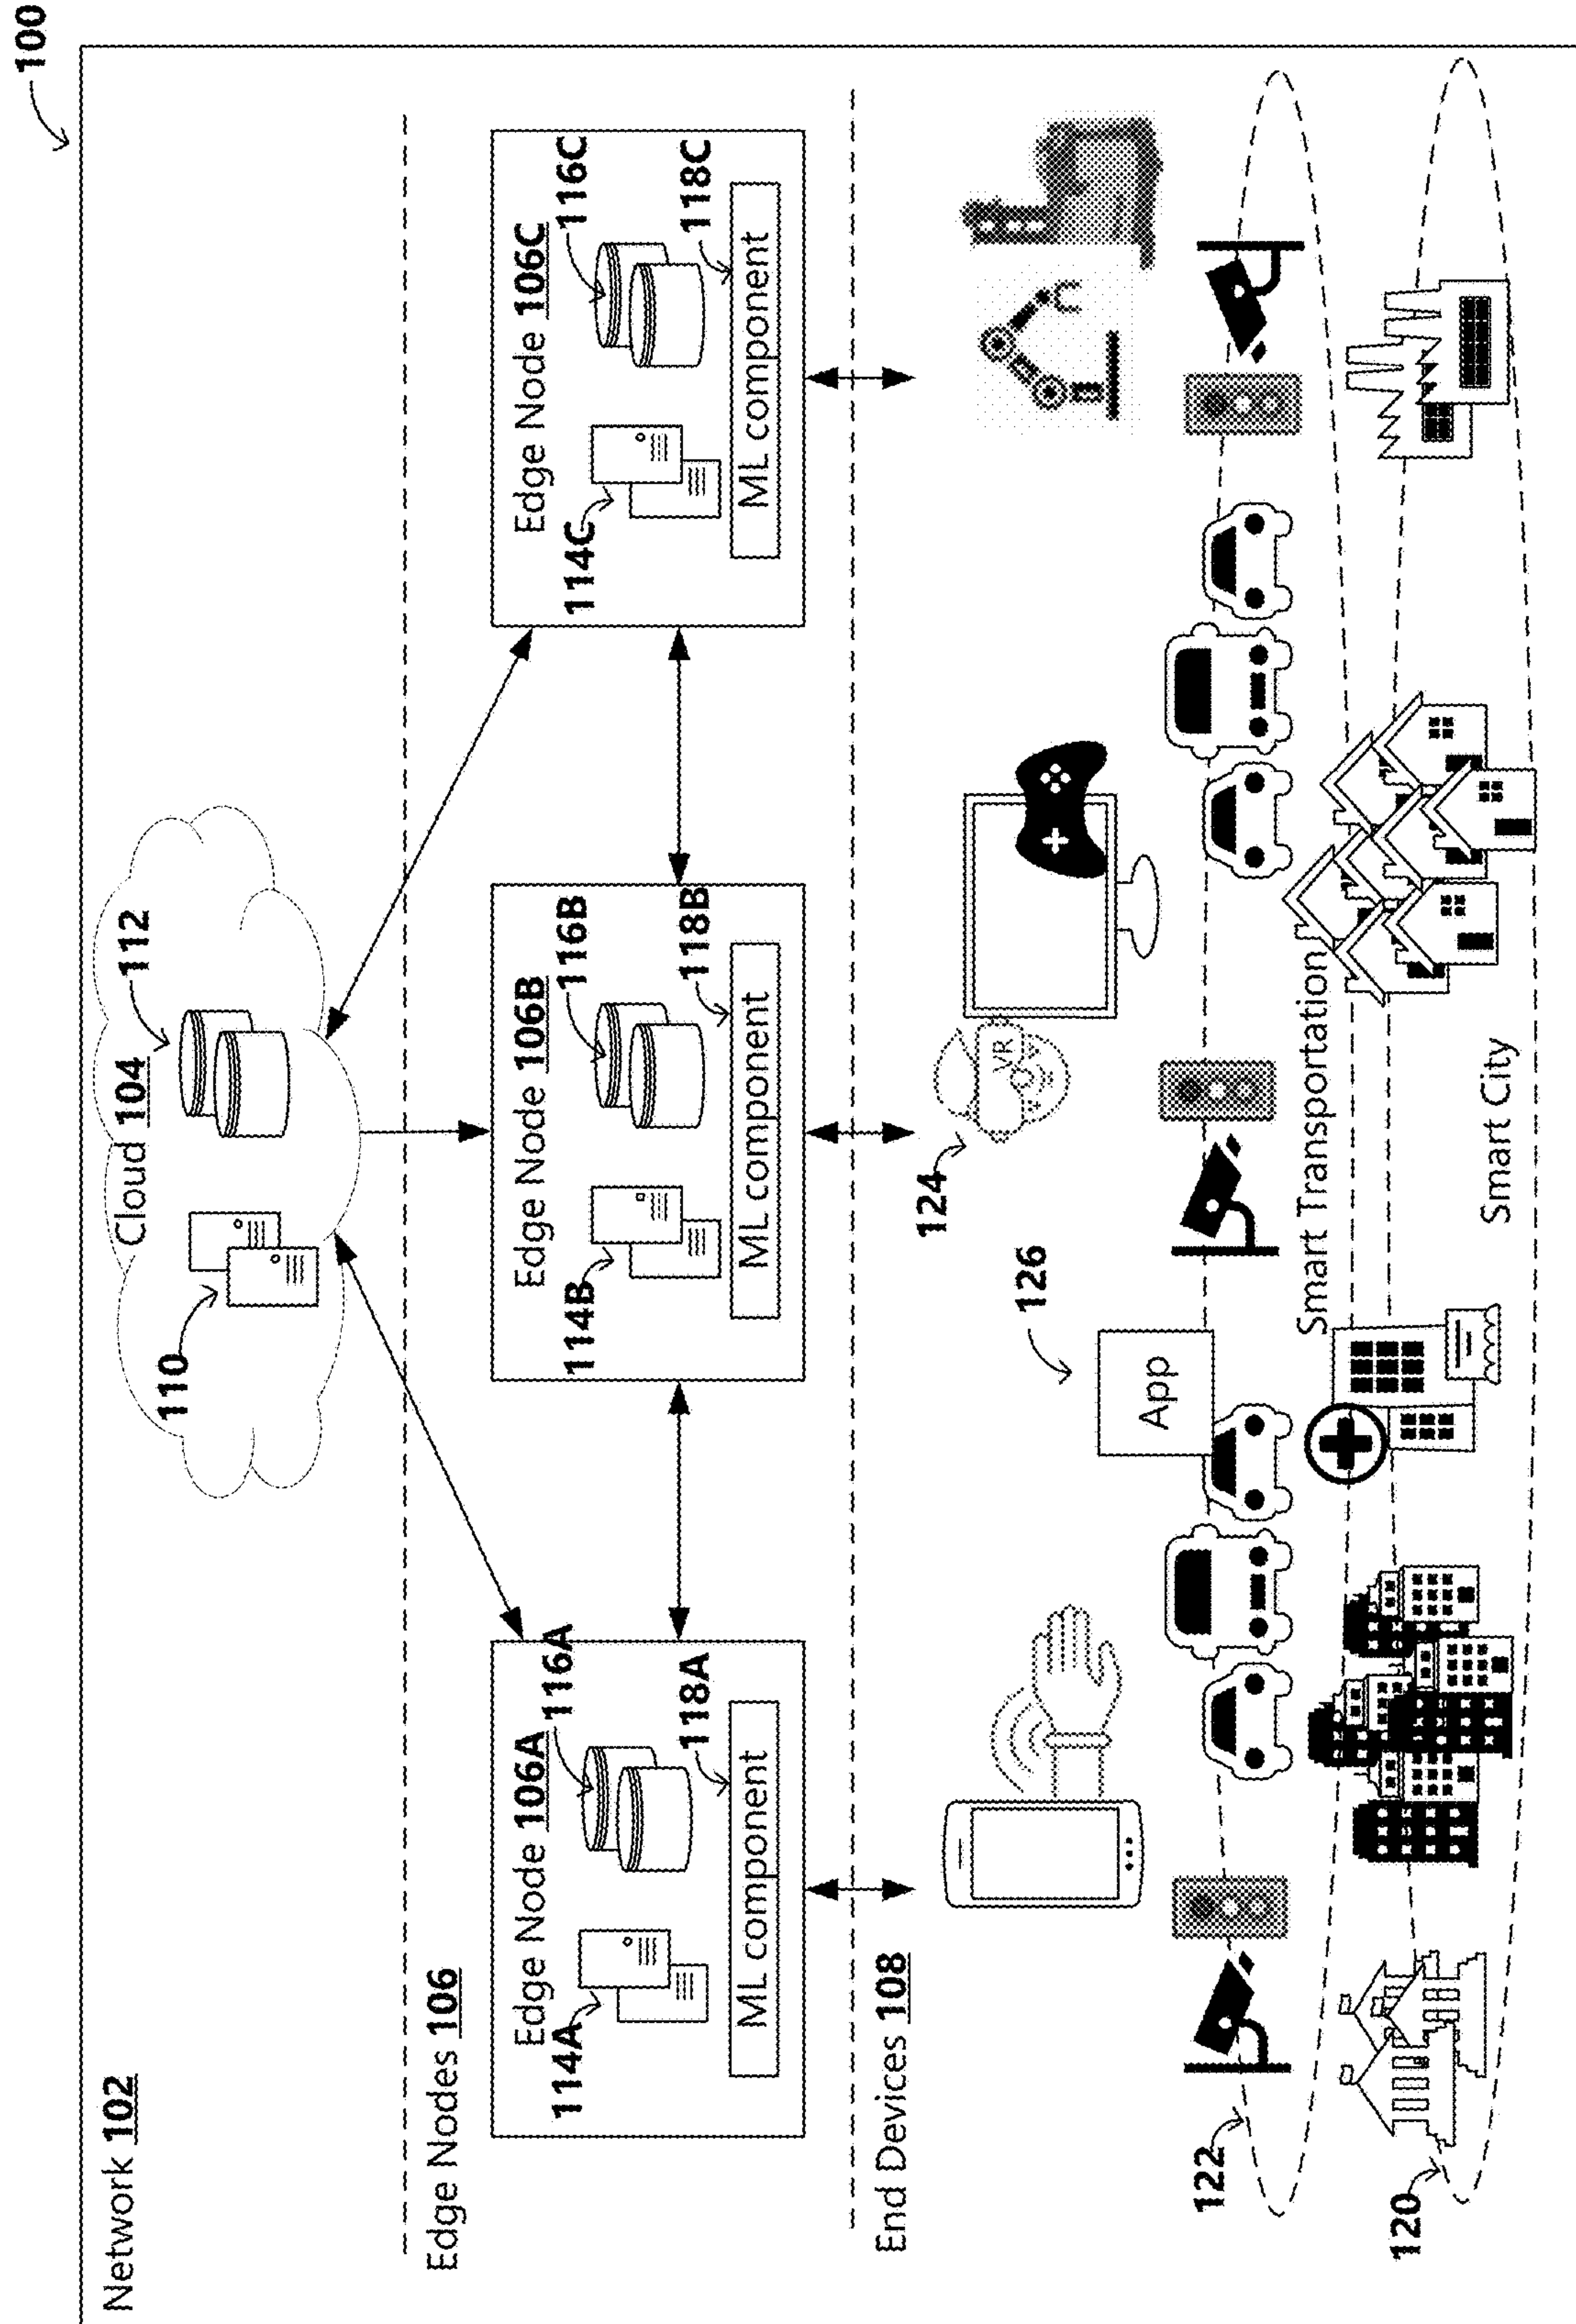 100
Network 102
Cloud 104
112
110
Edge Nodes 106
Edge Node 106A
116A
114A
118A
ML component
Edge Node 106B
116B
114B
118B
ML component
Edge Node 106C
116C
114C
118C
ML component
End Devices 108
124
VR
126
App
122
Smart Transportation
120
Smart City